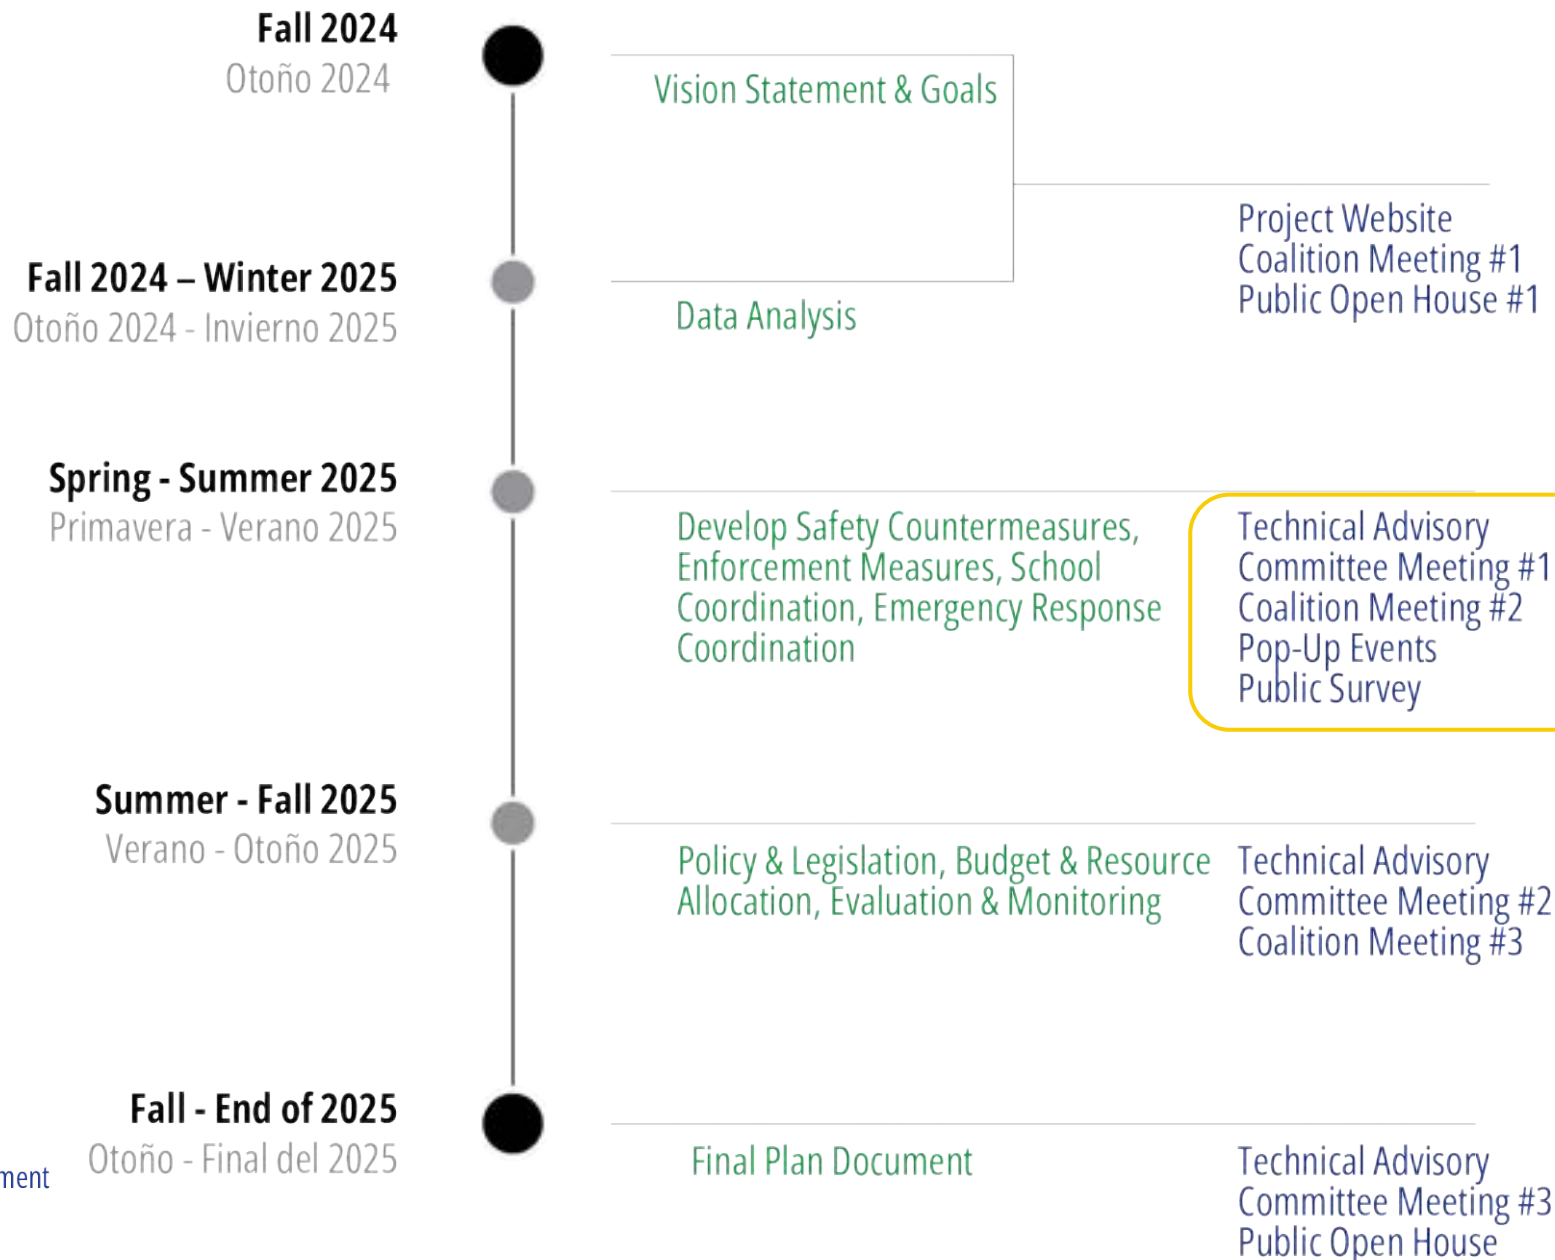 Fall 2024
Otoño 2024
Vision Statement & Goals
Project Website
Coalition Meeting #1
Public Open House #1
Fall 2024 – Winter 2025
Otoño 2024 - Invierno 2025
Data Analysis
Spring - Summer 2025
Primavera - Verano 2025
Develop Safety Countermeasures,
Enforcement Measures, School
Coordination, Emergency Response
Coordination
Technical Advisory
Committee Meeting #1
Coalition Meeting #2
Pop-Up Events
Public Survey
Summer - Fall 2025
Verano - Otoño 2025
Policy & Legislation, Budget & Resource
Allocation, Evaluation & Monitoring
Technical Advisory
Committee Meeting #2
Coalition Meeting #3
Fall - End of 2025
Otoño - Final del 2025
Final Plan Document
Technical Advisory
Committee Meeting #3
Public Open House